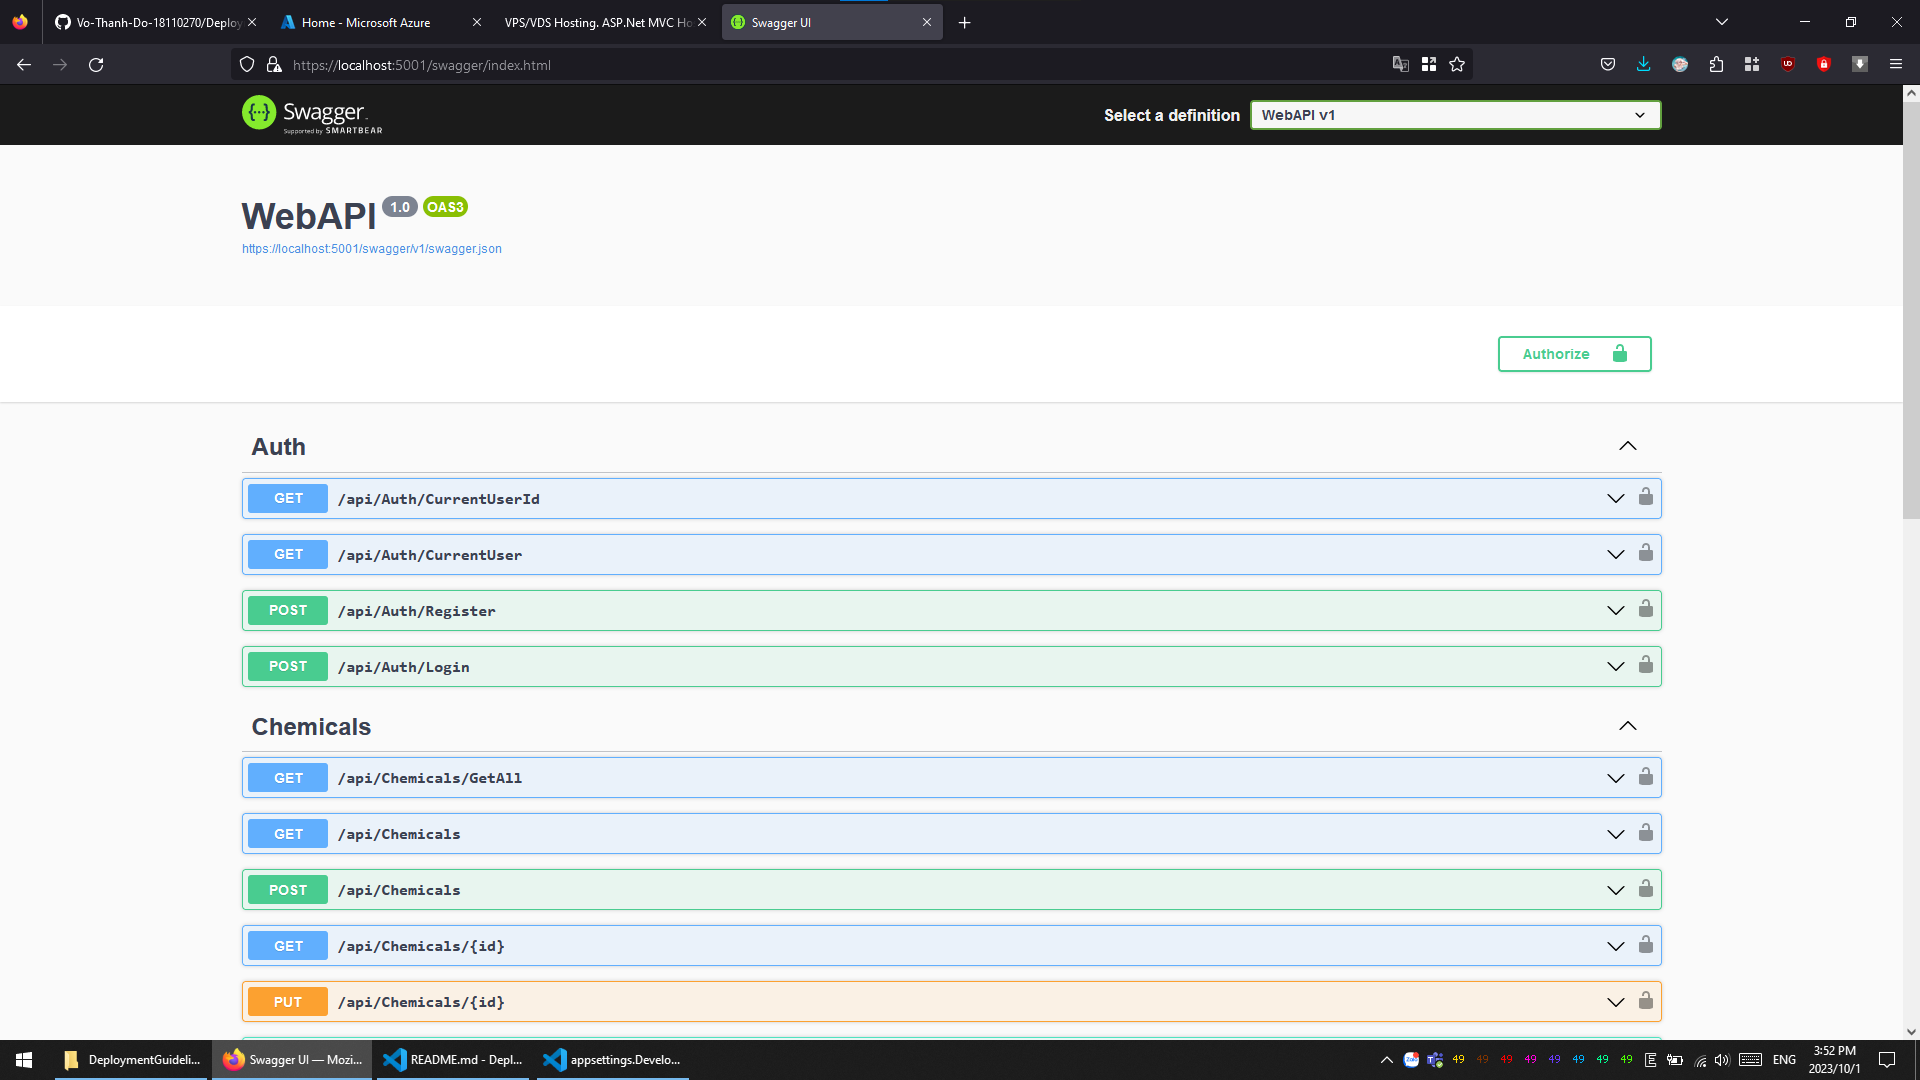 Vo-Thanh-Do-18110270/Deploy
Home - Microsoft Azure
VPS/VDS Hosting. ASP.Net MVC Ho
Swagger UI
https://localhost:5001/swagger/index.html
Swagger
Supported by SMARTBEAR
Select a definition
WebAPI v1
WebAPI 1.0 OAS3
https://localhost:5001/swagger/v1/swagger.json
Authorize
Auth
GET /api/Auth/CurrentUserId
GET /api/Auth/CurrentUser
POST /api/Auth/Register
POST /api/Auth/Login
Chemicals
GET /api/Chemicals/GetAll
GET /api/Chemicals
POST /api/Chemicals
GET /api/Chemicals/{id}
PUT /api/Chemicals/{id}
DeploymentGuideli...
Swagger UI — Mozi...
README.md - Depl...
appsettings.Develo...
49 49 49 49 49 49 49 49
ENG
3:52 PM
2023/10/1